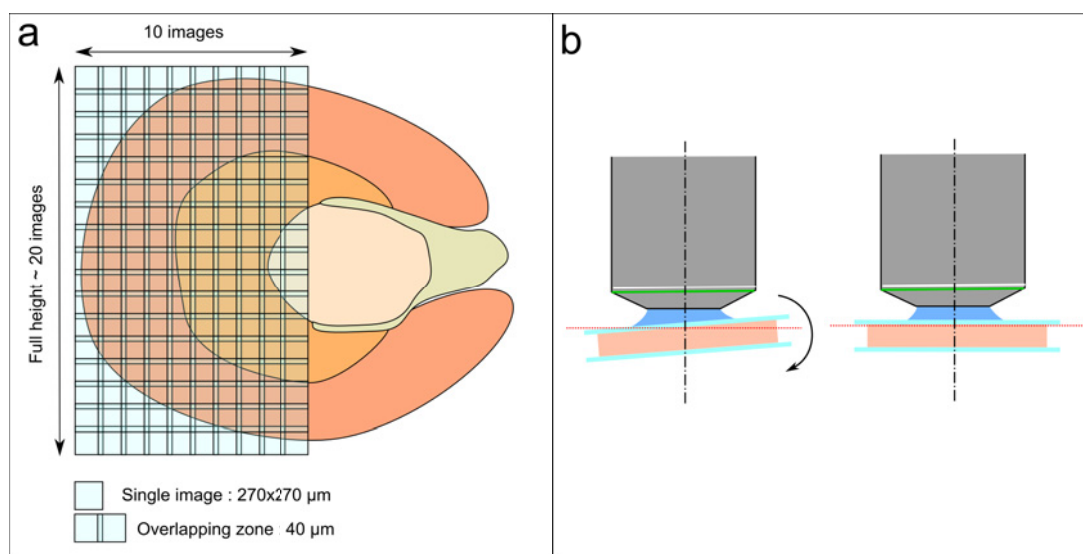 a
10 images
Full height ~ 20 images
Single image : 270x270 µm
Overlapping zone 40 µm
b